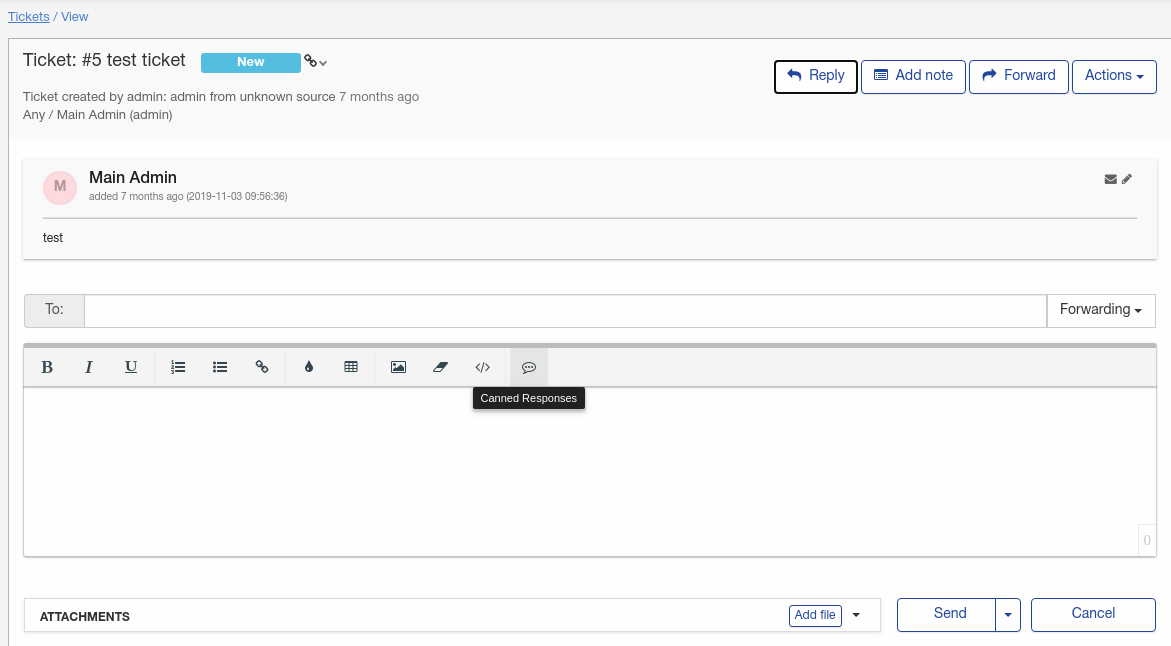 Tickets / View
Ticket: #5 test ticket New
Reply Add note Forward Actions
Ticket created by admin: admin from unknown source 7 months ago
Any / Main Admin (admin)
M
Main Admin
added 7 months ago (2019-11-03 09:56:36)
test
To: Forwarding
B I U
Canned Responses
0
ATTACHMENTS Add file Send Cancel